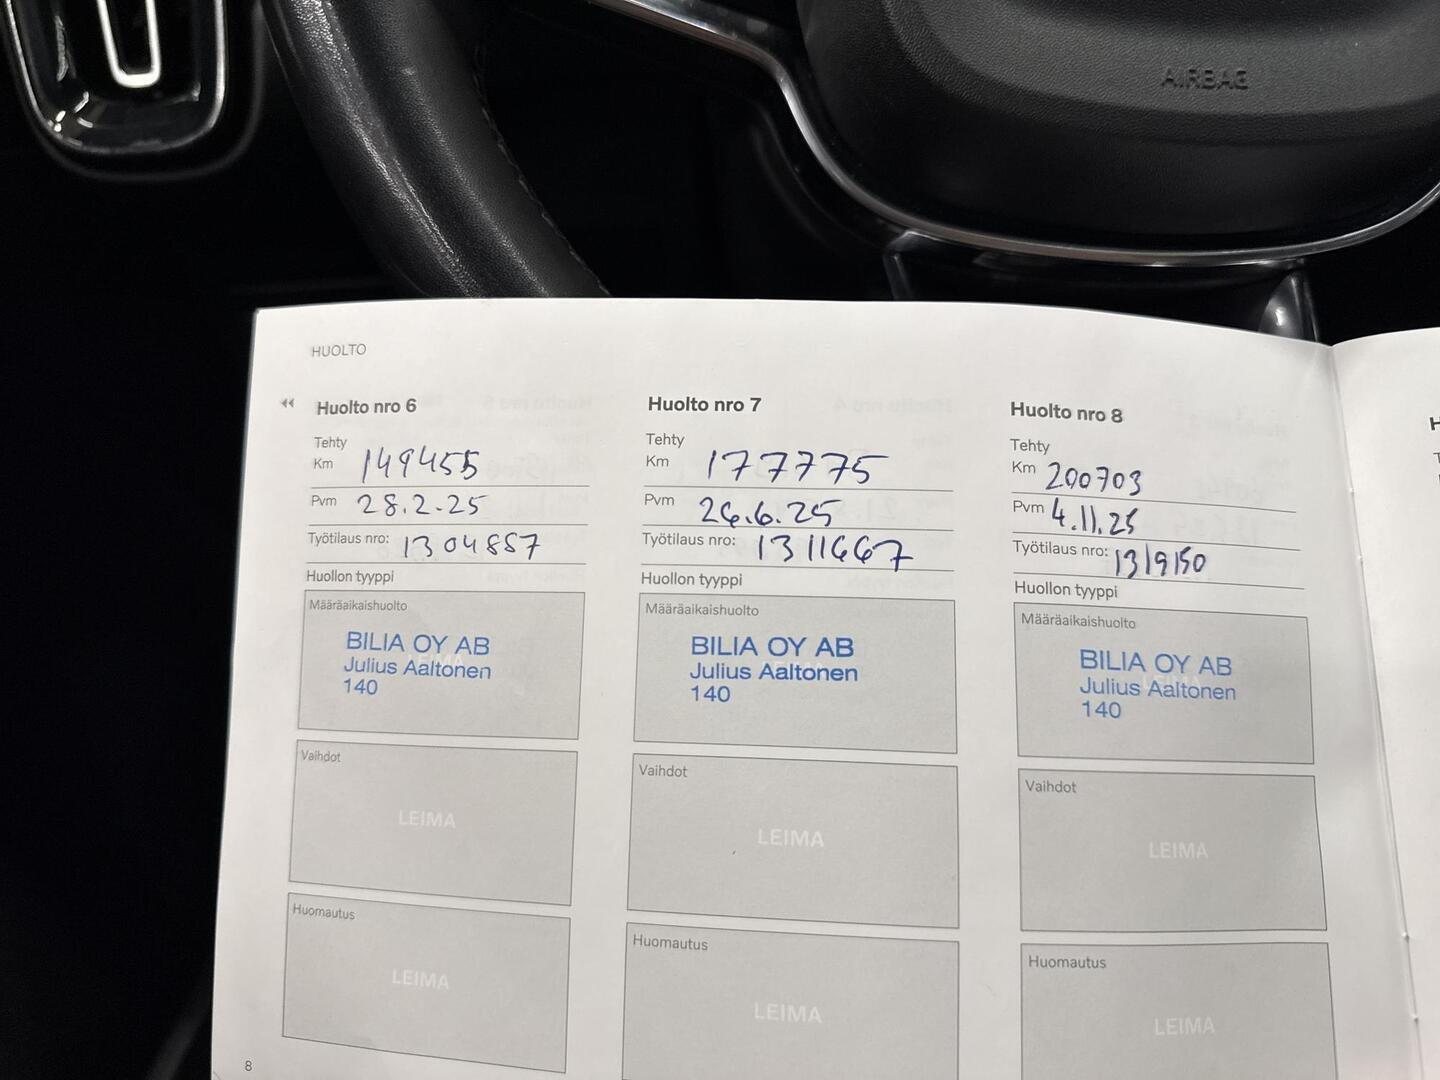 AIRBAG
HUOLTO
Huolto nro 6
Tehty
Km 149455
Pvm 28.2.25
Työtilaus nro: 1304857
Huollon tyyppi
Määräaikaishuolto
BILIA OY AB
Julius Aaltonen
140
Vaihdot
LEIMA
Huomautus
LEIMA
Huolto nro 7
Tehty
Km 177775
Pvm 26.6.25
Työtilaus nro: 1311667
Huollon tyyppi
Määräaikaishuolto
BILIA OY AB
Julius Aaltonen
140
Vaihdot
LEIMA
Huomautus
LEIMA
Huolto nro 8
Tehty
Km 200703
Pvm 4.11.25
Työtilaus nro: 1319150
Huollon tyyppi
Määräaikaishuolto
BILIA OY AB
Julius Aaltonen
140
Vaihdot
LEIMA
Huomautus
LEIMA
8